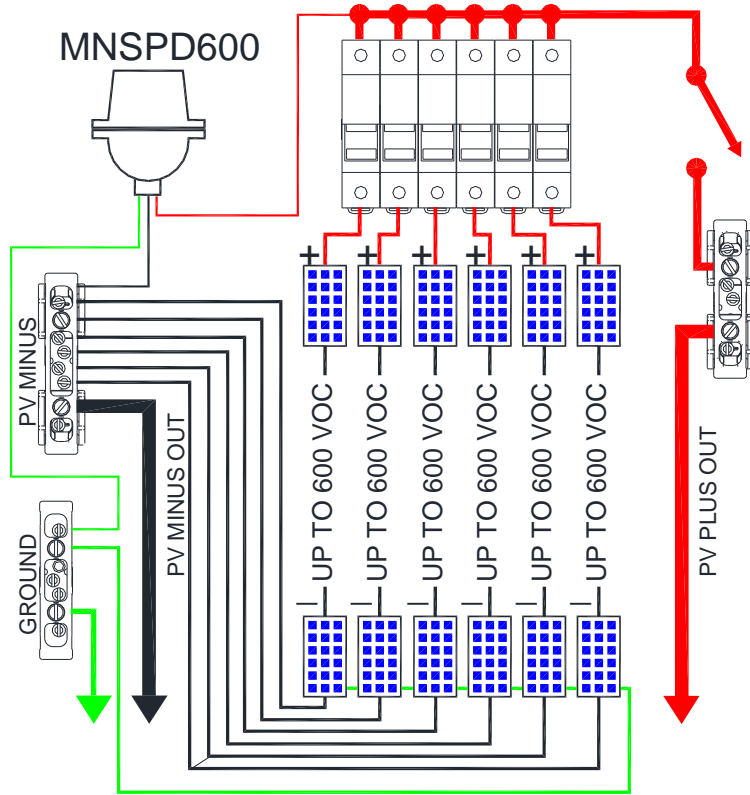 MNSPD600
+ + + + + +
PV MINUS
PV MINUS OUT
GROUND
UP TO 600 VOC
UP TO 600 VOC
UP TO 600 VOC
UP TO 600 VOC
UP TO 600 VOC
UP TO 600 VOC
PV PLUS OUT
— — — — — —